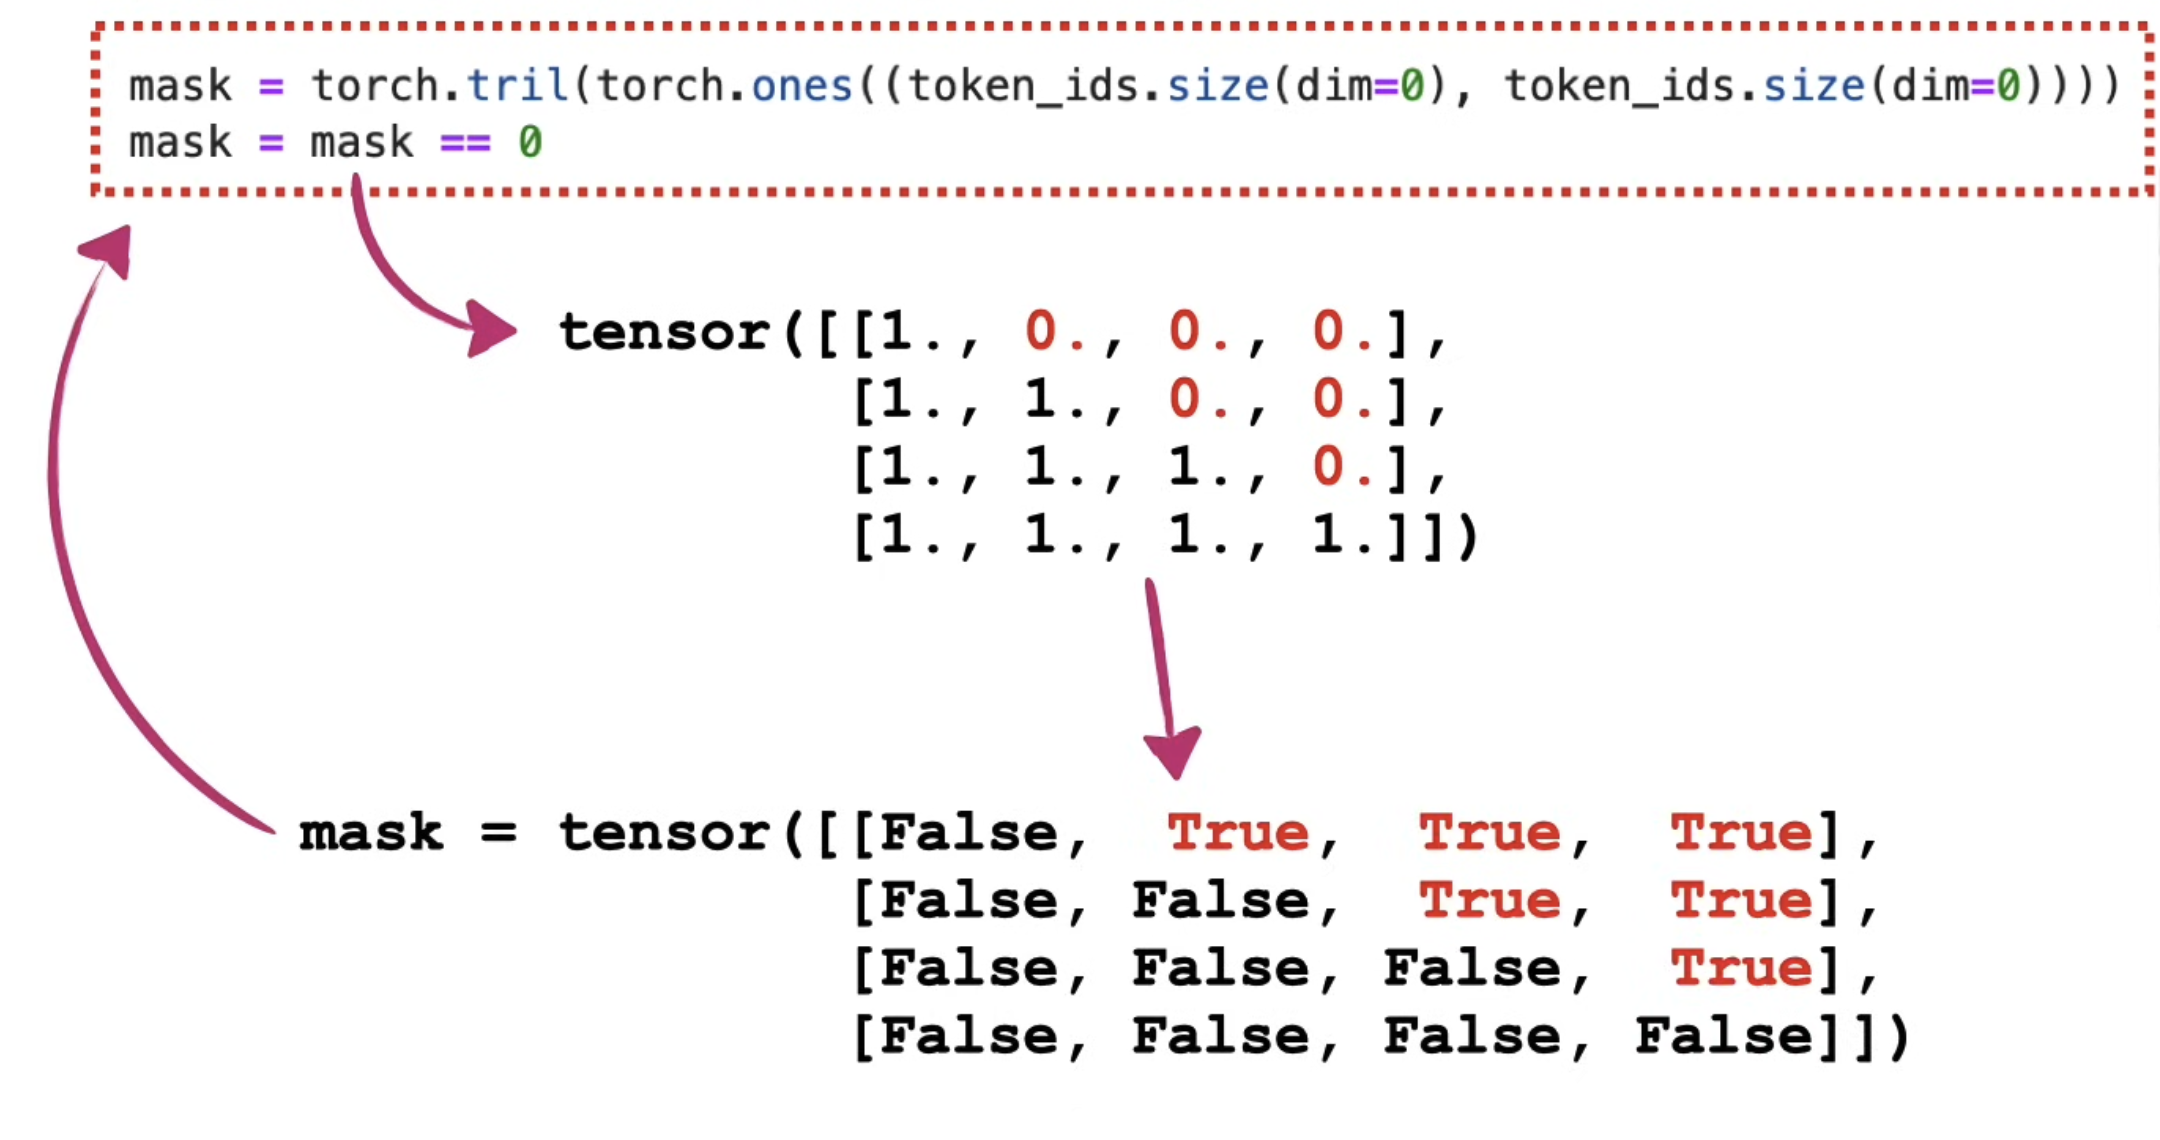 mask = torch.tril(torch.ones((token_ids.size(dim=0), token_ids.size(dim=0))))
mask = mask == 0
tensor([[1., 0., 0., 0.],
[1., 1., 0., 0.],
[1., 1., 1., 0.],
[1., 1., 1., 1.]])
mask = tensor([[False, True, True, True],
[False, False, True, True],
[False, False, False, True],
[False, False, False, False]])